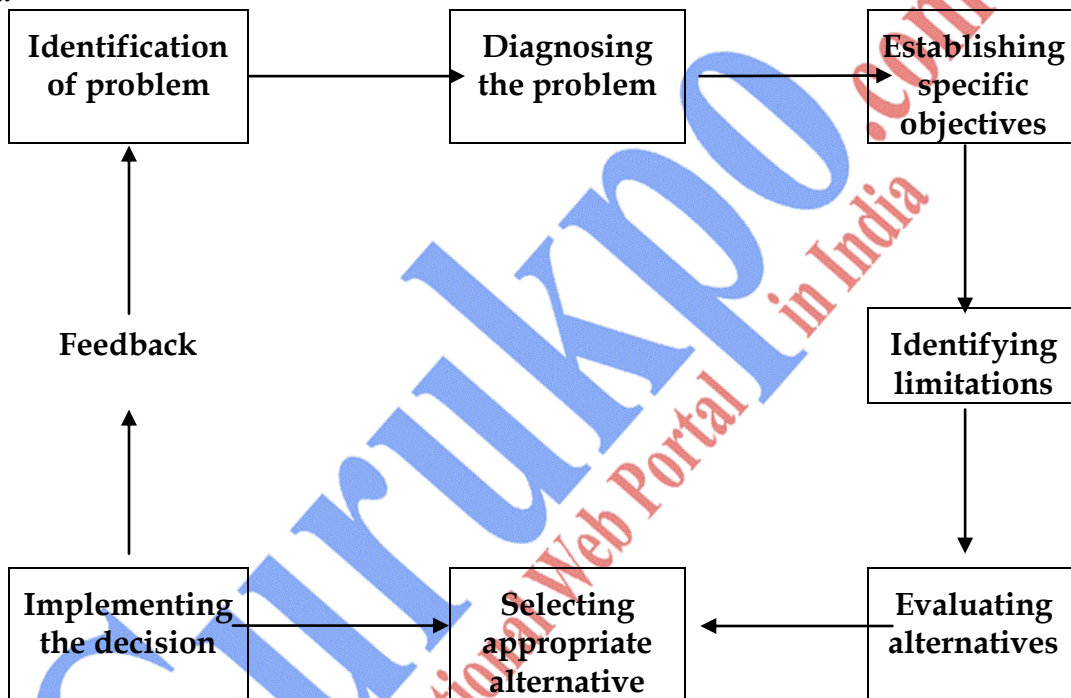 Identification
of problem
Diagnosing
the problem
Establishing
specific
objectives
Feedback
Identifying
limitations
Implementing
the decision
Selecting
appropriate
alternative
Evaluating
alternatives
Gurukpo.com
tional Web Portal in India